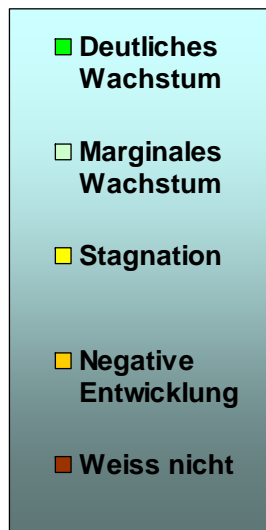 Deutliches
Wachstum
Marginales
Wachstum
Stagnation
Negative
Entwicklung
Weiss nicht